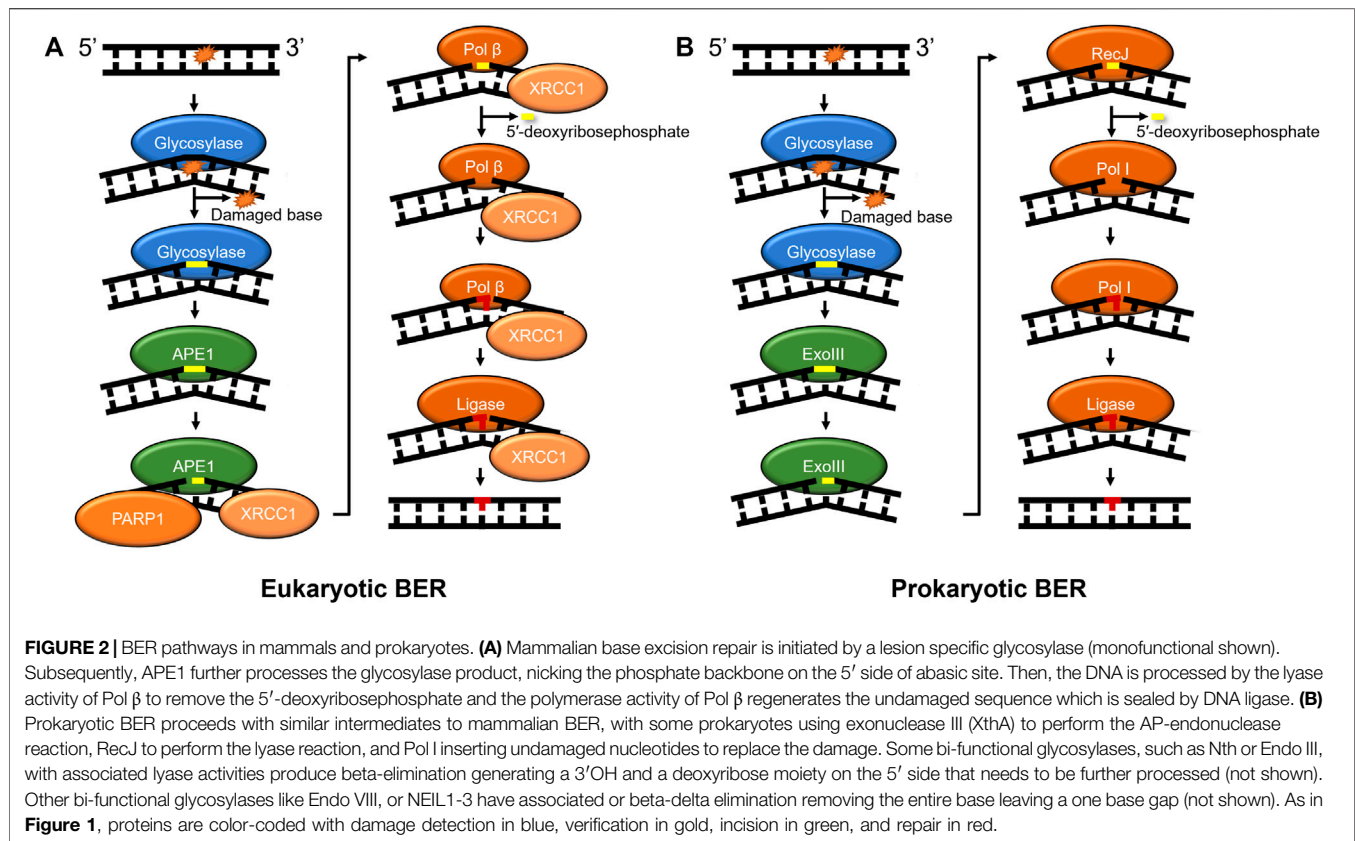 A
5’
3’
Glycosylase
Damaged base
Glycosylase
APE1
APE1
PARP1
XRCC1
Pol β
XRCC1
5′-deoxyribosephosphate
Pol β
XRCC1
Pol β
XRCC1
Ligase
XRCC1
Eukaryotic BER
B
5’
3’
Glycosylase
Damaged base
Glycosylase
ExoIII
ExoIII
RecJ
5′-deoxyribosephosphate
Pol I
Pol I
Ligase
Prokaryotic BER
FIGURE 2 | BER pathways in mammals and prokaryotes. (A) Mammalian base excision repair is initiated by a lesion specific glycosylase (monofunctional shown).
Subsequently, APE1 further processes the glycosylase product, nicking the phosphate backbone on the 5′ side of abasic site. Then, the DNA is processed by the lyase
activity of Pol β to remove the 5′-deoxyribosephosphate and the polymerase activity of Pol β regenerates the undamaged sequence which is sealed by DNA ligase. (B)
Prokaryotic BER proceeds with similar intermediates to mammalian BER, with some prokaryotes using exonuclease III (XthA) to perform the AP-endonuclease
reaction, RecJ to perform the lyase reaction, and Pol I inserting undamaged nucleotides to replace the damage. Some bi-functional glycosylases, such as Nth or Endo III,
with associated lyase activities produce beta-elimination generating a 3′OH and a deoxyribose moiety on the 5′ side that needs to be further processed (not shown).
Other bi-functional glycosylases like Endo VIII, or NEIL1-3 have associated or beta-delta elimination removing the entire base leaving a one base gap (not shown). As in
Figure 1, proteins are color-coded with damage detection in blue, verification in gold, incision in green, and repair in red.